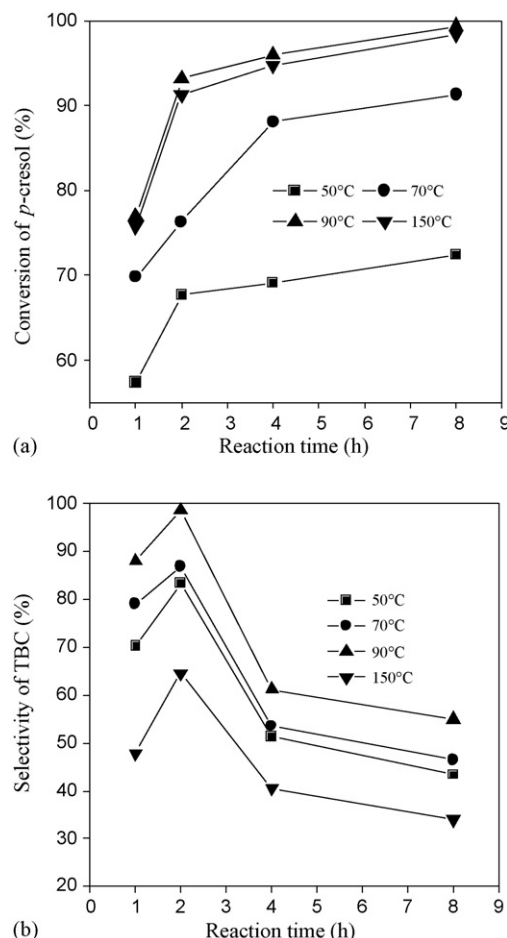 100
90
80
70
60
Conversion of p-cresol (%)
50°C 70°C
90°C 150°C
0 1 2 3 4 5 6 7 8 9
(a) Reaction time (h)
100
90
80
70
60
50
40
30
20
Selectivity of TBC (%)
50°C
70°C
90°C
150°C
0 1 2 3 4 5 6 7 8 9
(b) Reaction time (h)